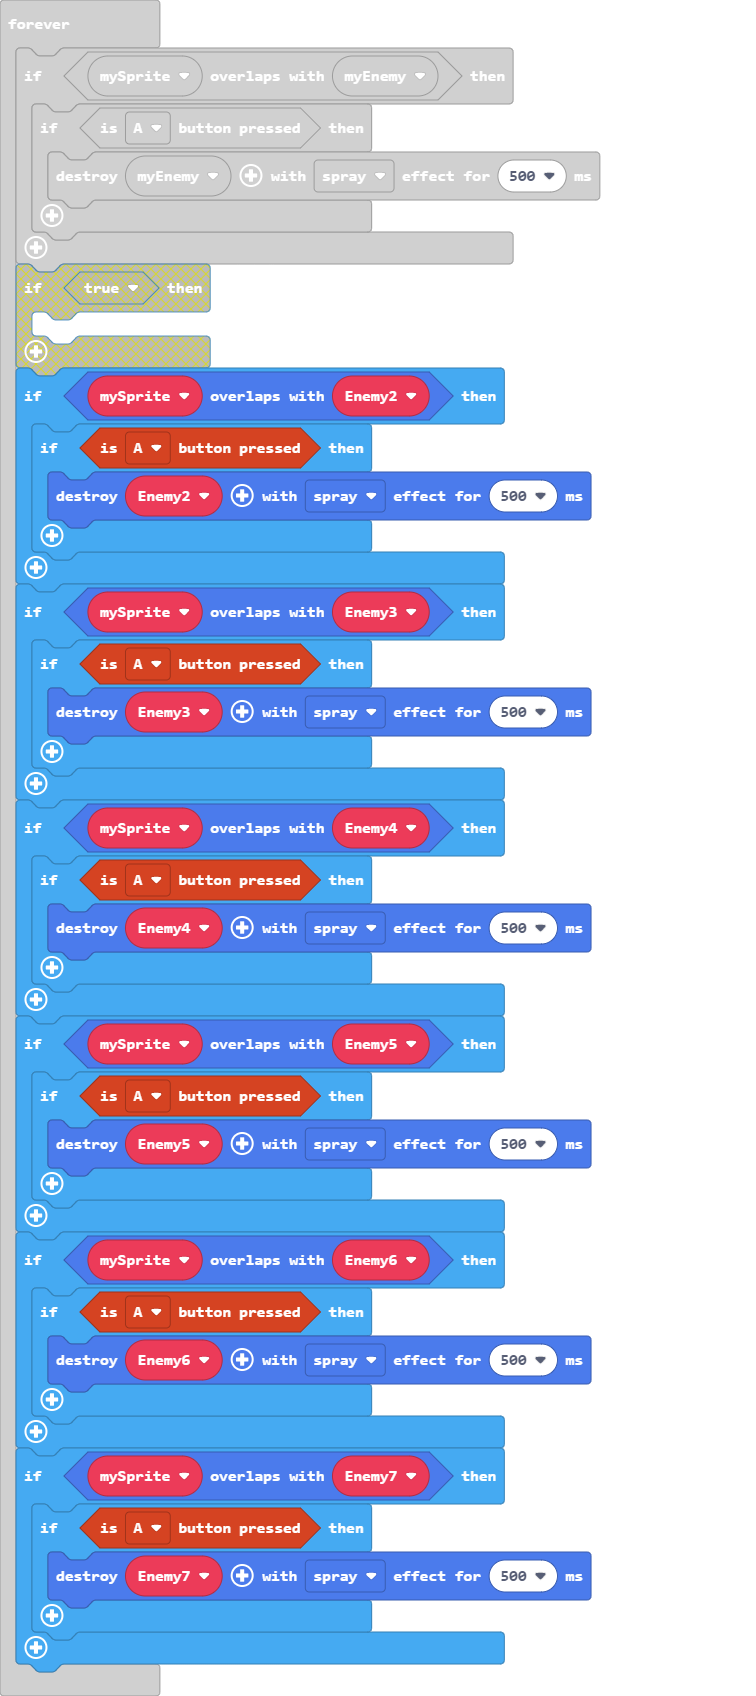 forever
if mySprite overlaps with myEnemy then
if is A button pressed then
destroy myEnemy with spray effect for 500 ms
if true then
if mySprite overlaps with Enemy2 then
if is A button pressed then
destroy Enemy2 with spray effect for 500 ms
if mySprite overlaps with Enemy3 then
if is A button pressed then
destroy Enemy3 with spray effect for 500 ms
if mySprite overlaps with Enemy4 then
if is A button pressed then
destroy Enemy4 with spray effect for 500 ms
if mySprite overlaps with Enemy5 then
if is A button pressed then
destroy Enemy5 with spray effect for 500 ms
if mySprite overlaps with Enemy6 then
if is A button pressed then
destroy Enemy6 with spray effect for 500 ms
if mySprite overlaps with Enemy7 then
if is A button pressed then
destroy Enemy7 with spray effect for 500 ms